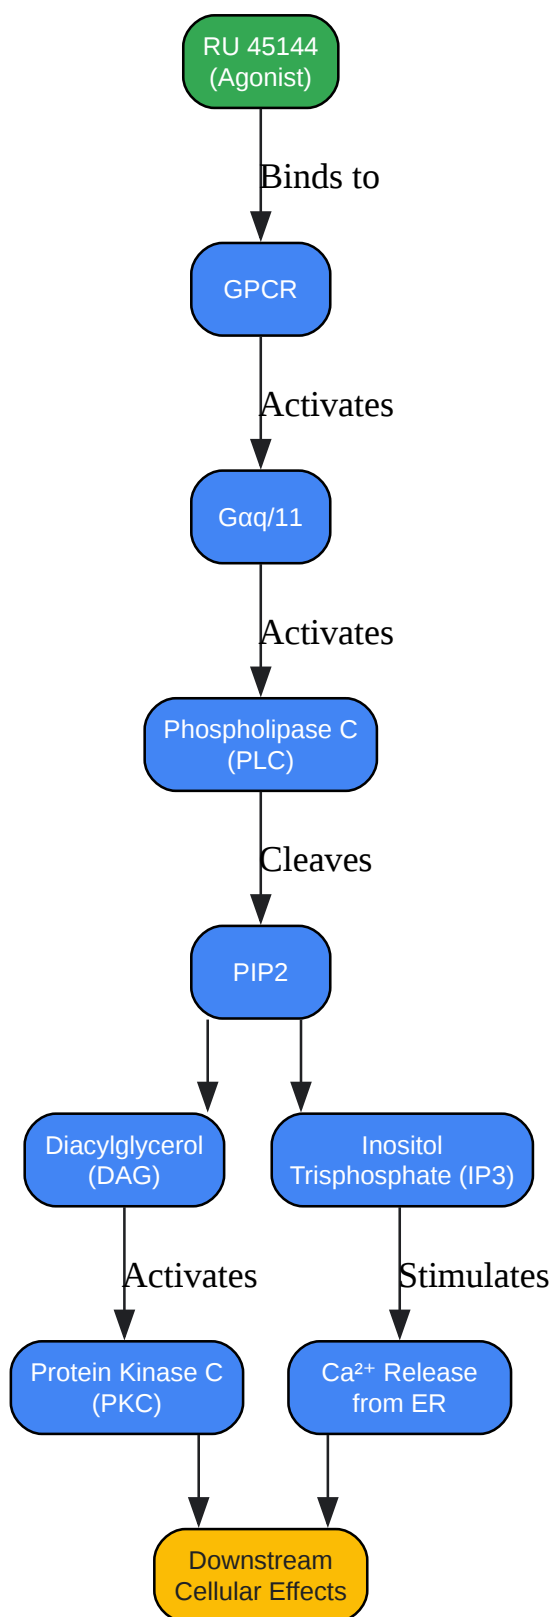 RU 45144
(Agonist)
Binds to
GPCR
Activates
Gαq/11
Activates
Phospholipase C
(PLC)
Cleaves
PIP2
Diacylglycerol
(DAG)
Inositol
Trisphosphate (IP3)
Activates
Stimulates
Protein Kinase C
(PKC)
Ca²⁺ Release
from ER
Downstream
Cellular Effects